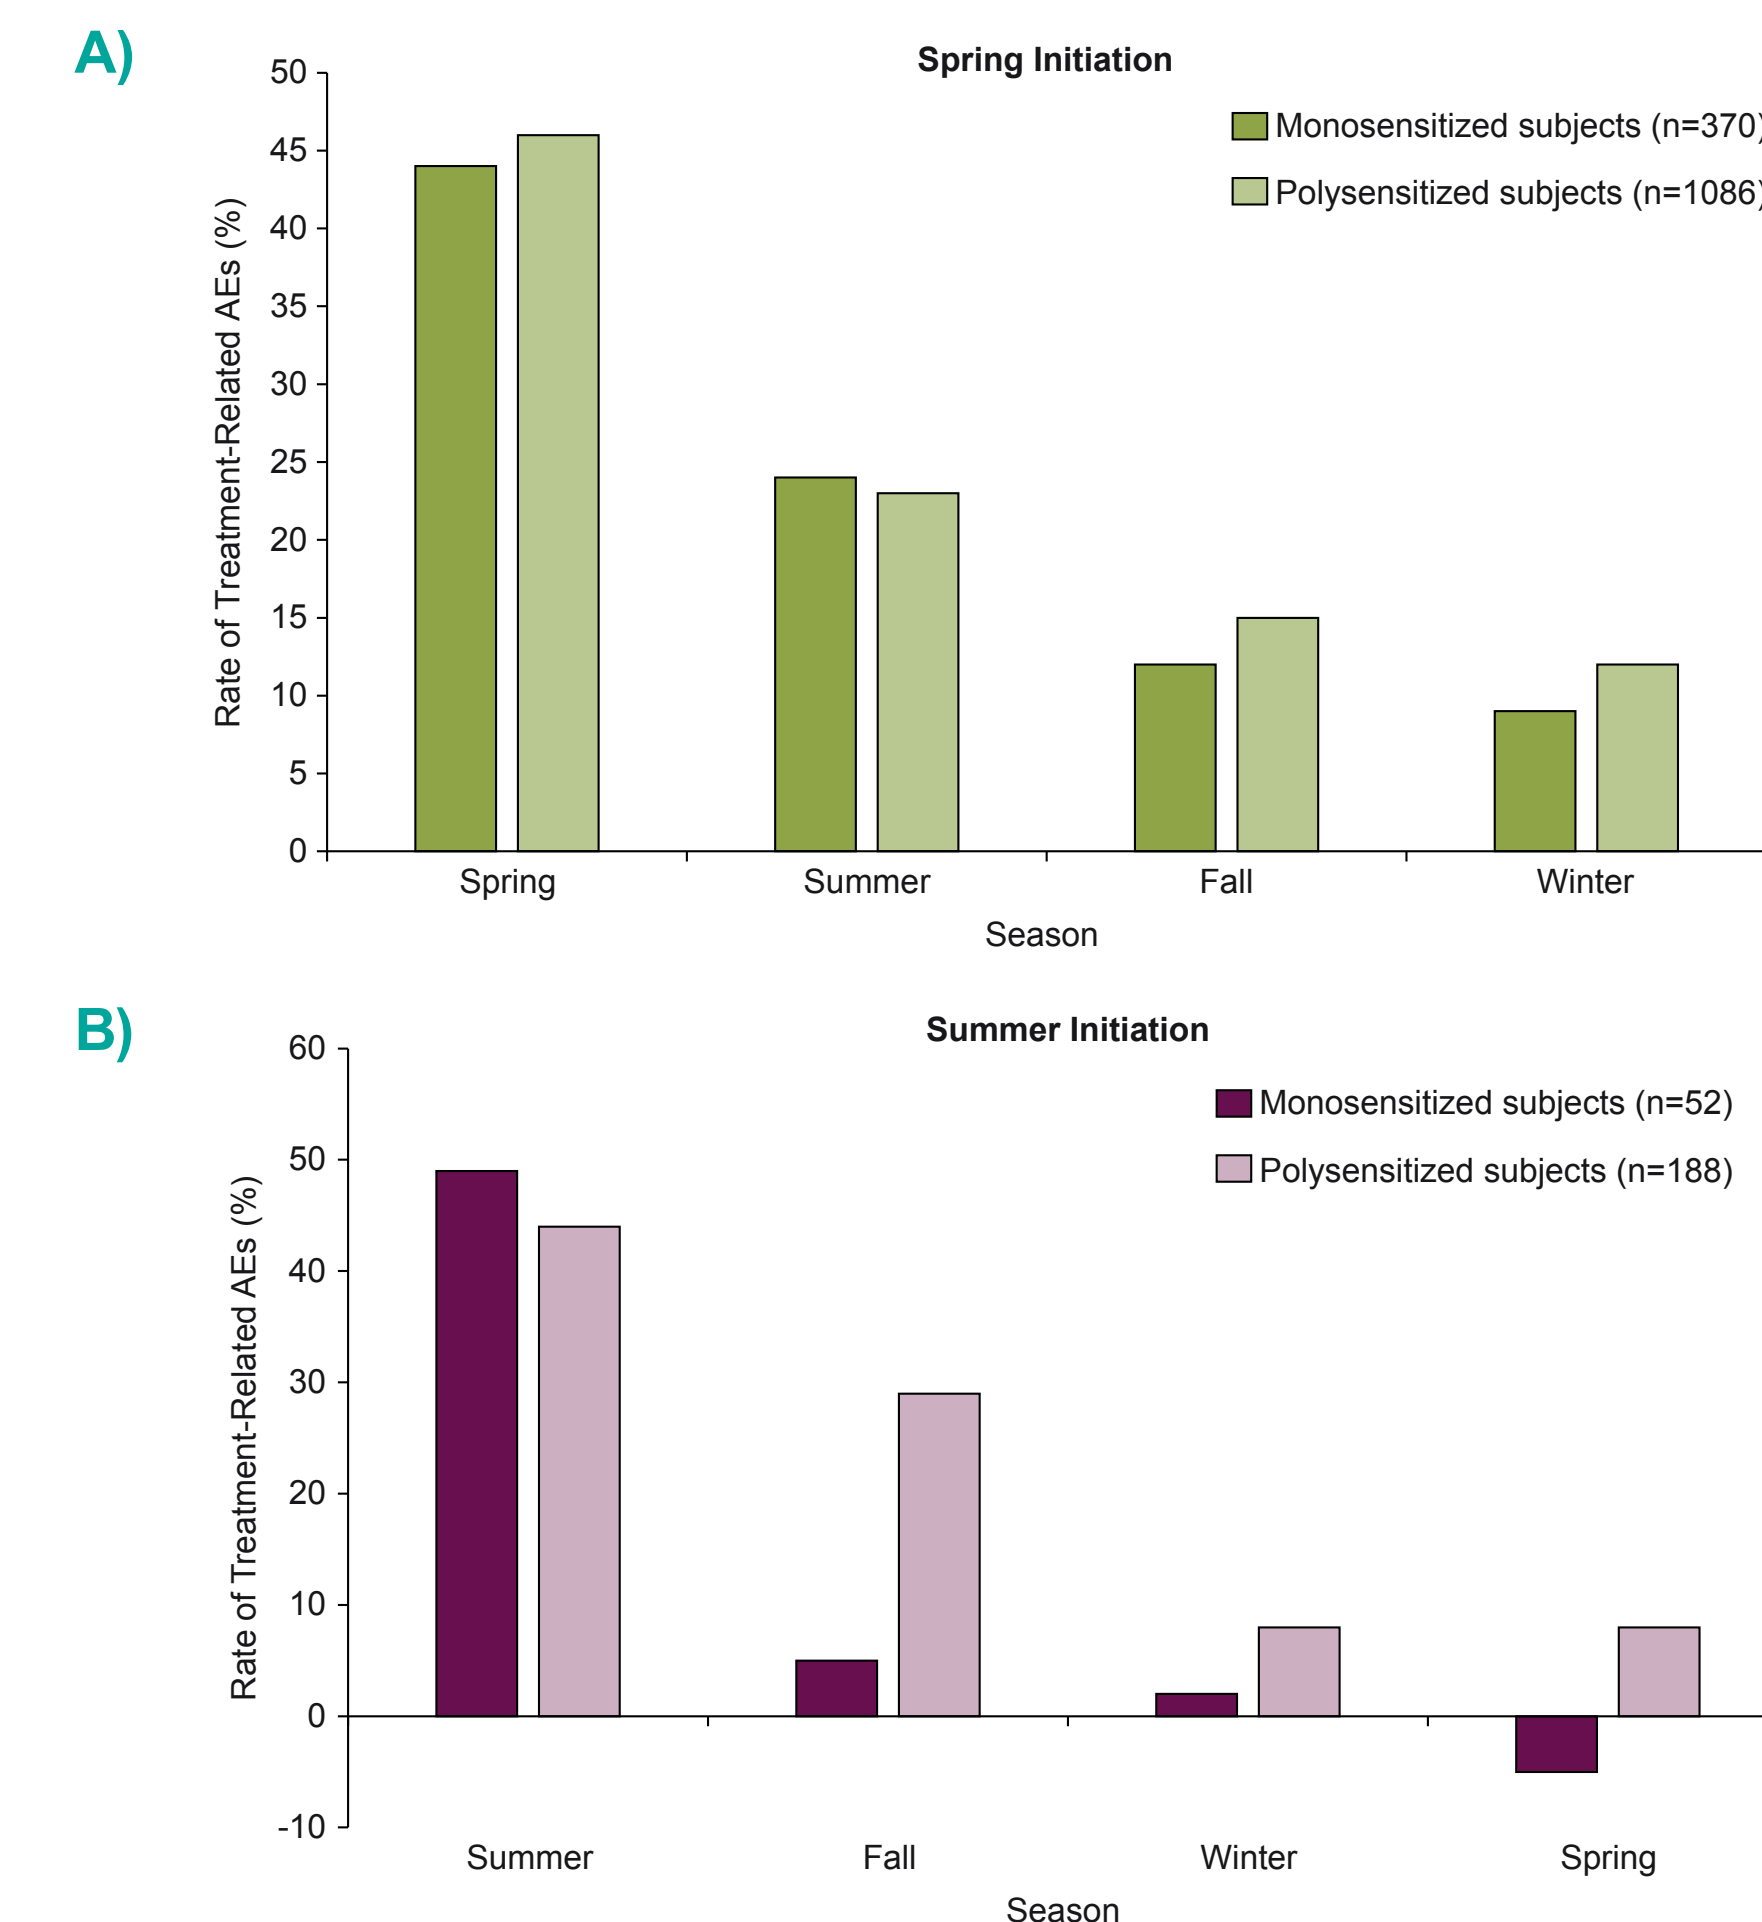 A)
Spring Initiation
Monosensitized subjects (n=370)
Polysensitized subjects (n=1086)
Rate of Treatment-Related AEs (%)
50
45
40
35
30
25
20
15
10
5
0
Spring Summer Fall Winter
Season
B)
Summer Initiation
Monosensitized subjects (n=52)
Polysensitized subjects (n=188)
Rate of Treatment-Related AEs (%)
60
50
40
30
20
10
0
-10
Summer Fall Winter Spring
Season